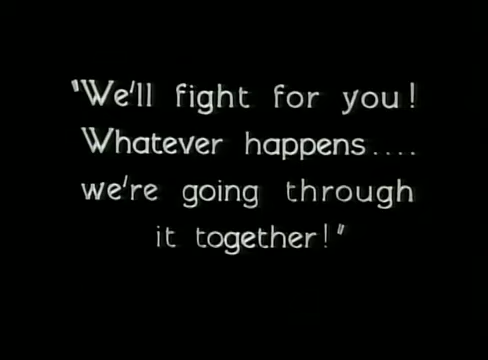 "We'll fight for you!
Whatever happens....
we're going through
it together!"